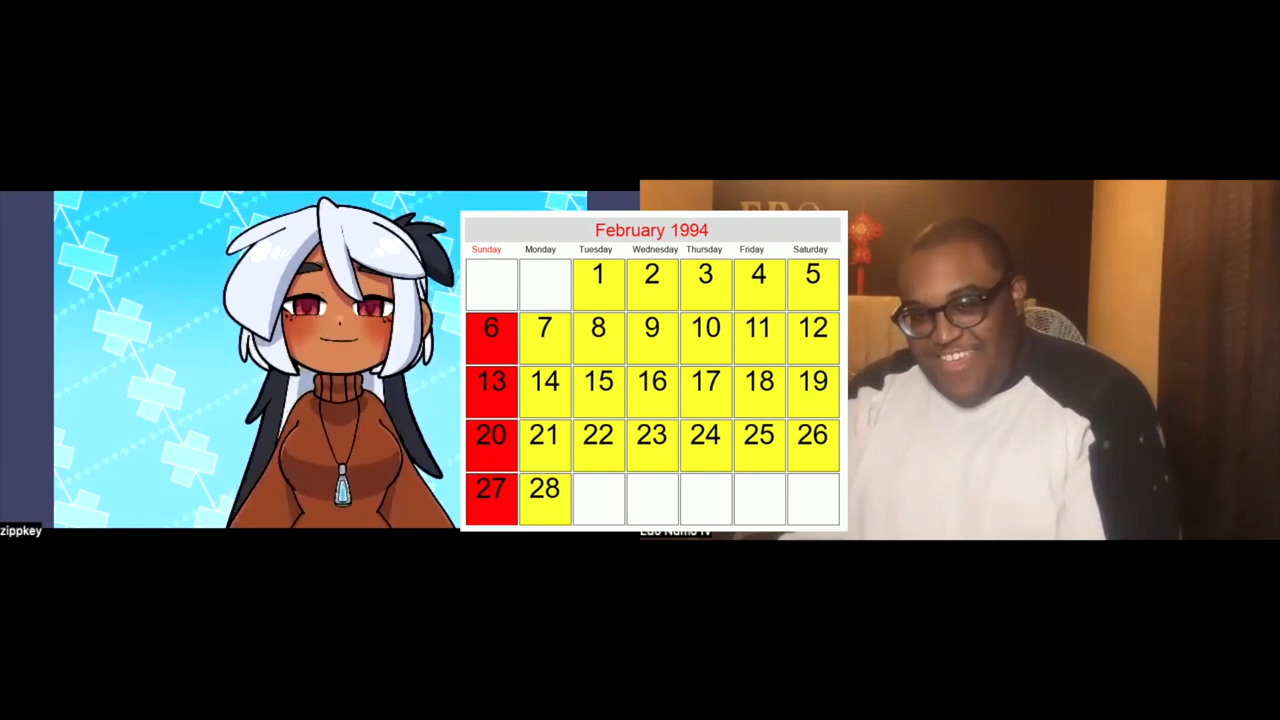 EDO
February 1994
Sunday Monday Tuesday Wednesday Thursday Friday Saturday
1 2 3 4 5
6 7 8 9 10 11 12
13 14 15 16 17 18 19
20 21 22 23 24 25 26
27 28
zippkey